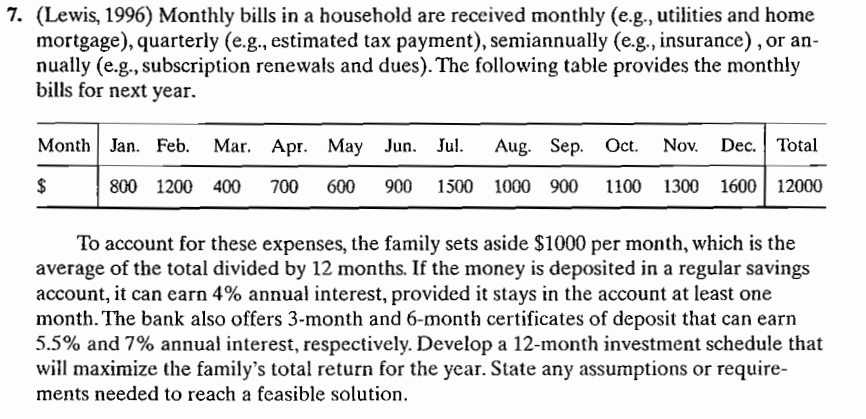 7. (Lewis, 1996) Monthly bills in a household are received monthly (e.g., utilities and home
mortgage), quarterly (e.g., estimated tax payment), semiannually (e.g., insurance) , or an-
nually (e.g., subscription renewals and dues). The following table provides the monthly
bills for next year.
Month Jan. Feb. Mar. Apr. May Jun. Jul. Aug. Sep. Oct. Nov. Dec. Total
$ 800 1200 400 700 600 900 1500 1000 900 1100 1300 1600 12000
To account for these expenses, the family sets aside $1000 per month, which is the
average of the total divided by 12 months. If the money is deposited in a regular savings
account, it can earn 4% annual interest, provided it stays in the account at least one
month. The bank also offers 3-month and 6-month certificates of deposit that can earn
5.5% and 7% annual interest, respectively. Develop a 12-month investment schedule that
will maximize the family's total return for the year. State any assumptions or require-
ments needed to reach a feasible solution.